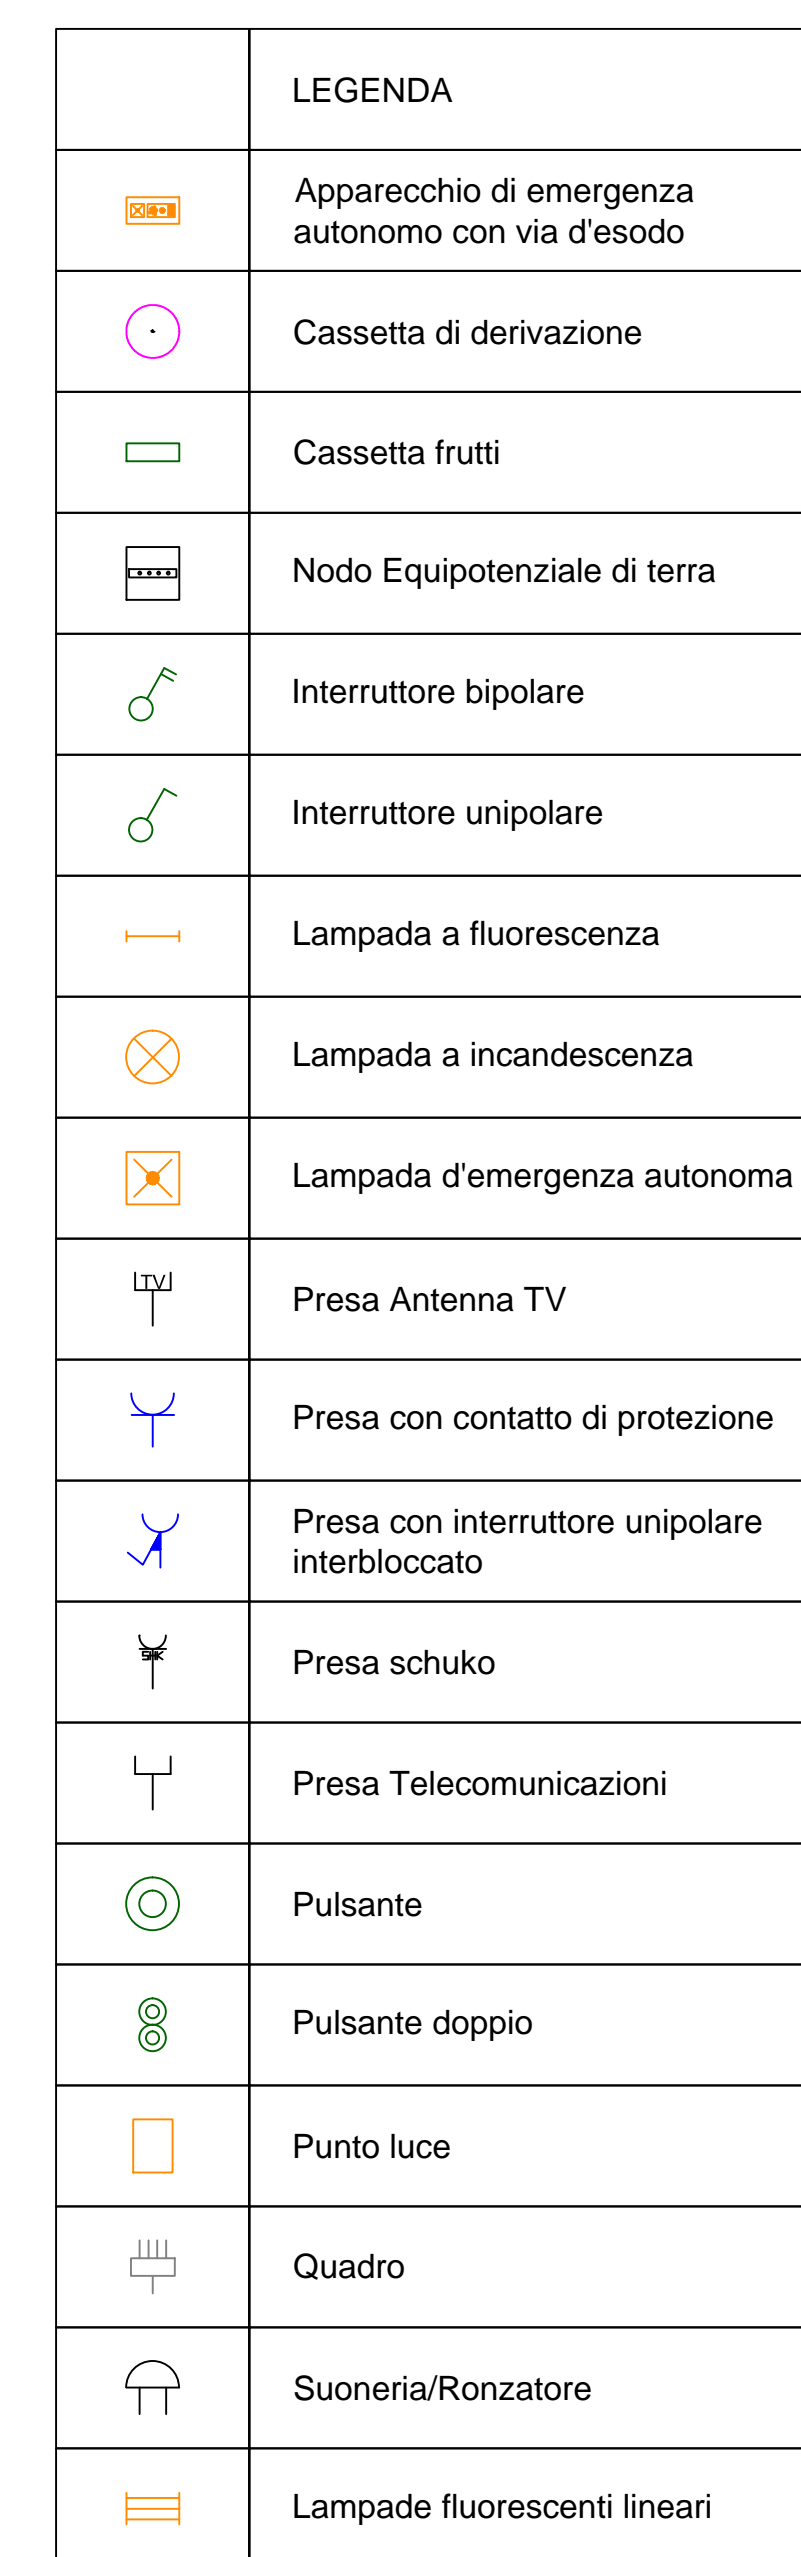 LEGENDA
Apparecchio di emergenza
autonomo con via d'esodo
Cassetta di derivazione
Cassetta frutti
Nodo Equipotenziale di terra
Interruttore bipolare
Interruttore unipolare
Lampada a fluorescenza
Lampada a incandescenza
Lampada d'emergenza autonoma
TV
Presa Antenna TV
Presa con contatto di protezione
Presa con interruttore unipolare
interbloccato
SHK
Presa schuko
Presa Telecomunicazioni
Pulsante
Pulsante doppio
Punto luce
Quadro
Suoneria/Ronzatore
Lampade fluorescenti lineari